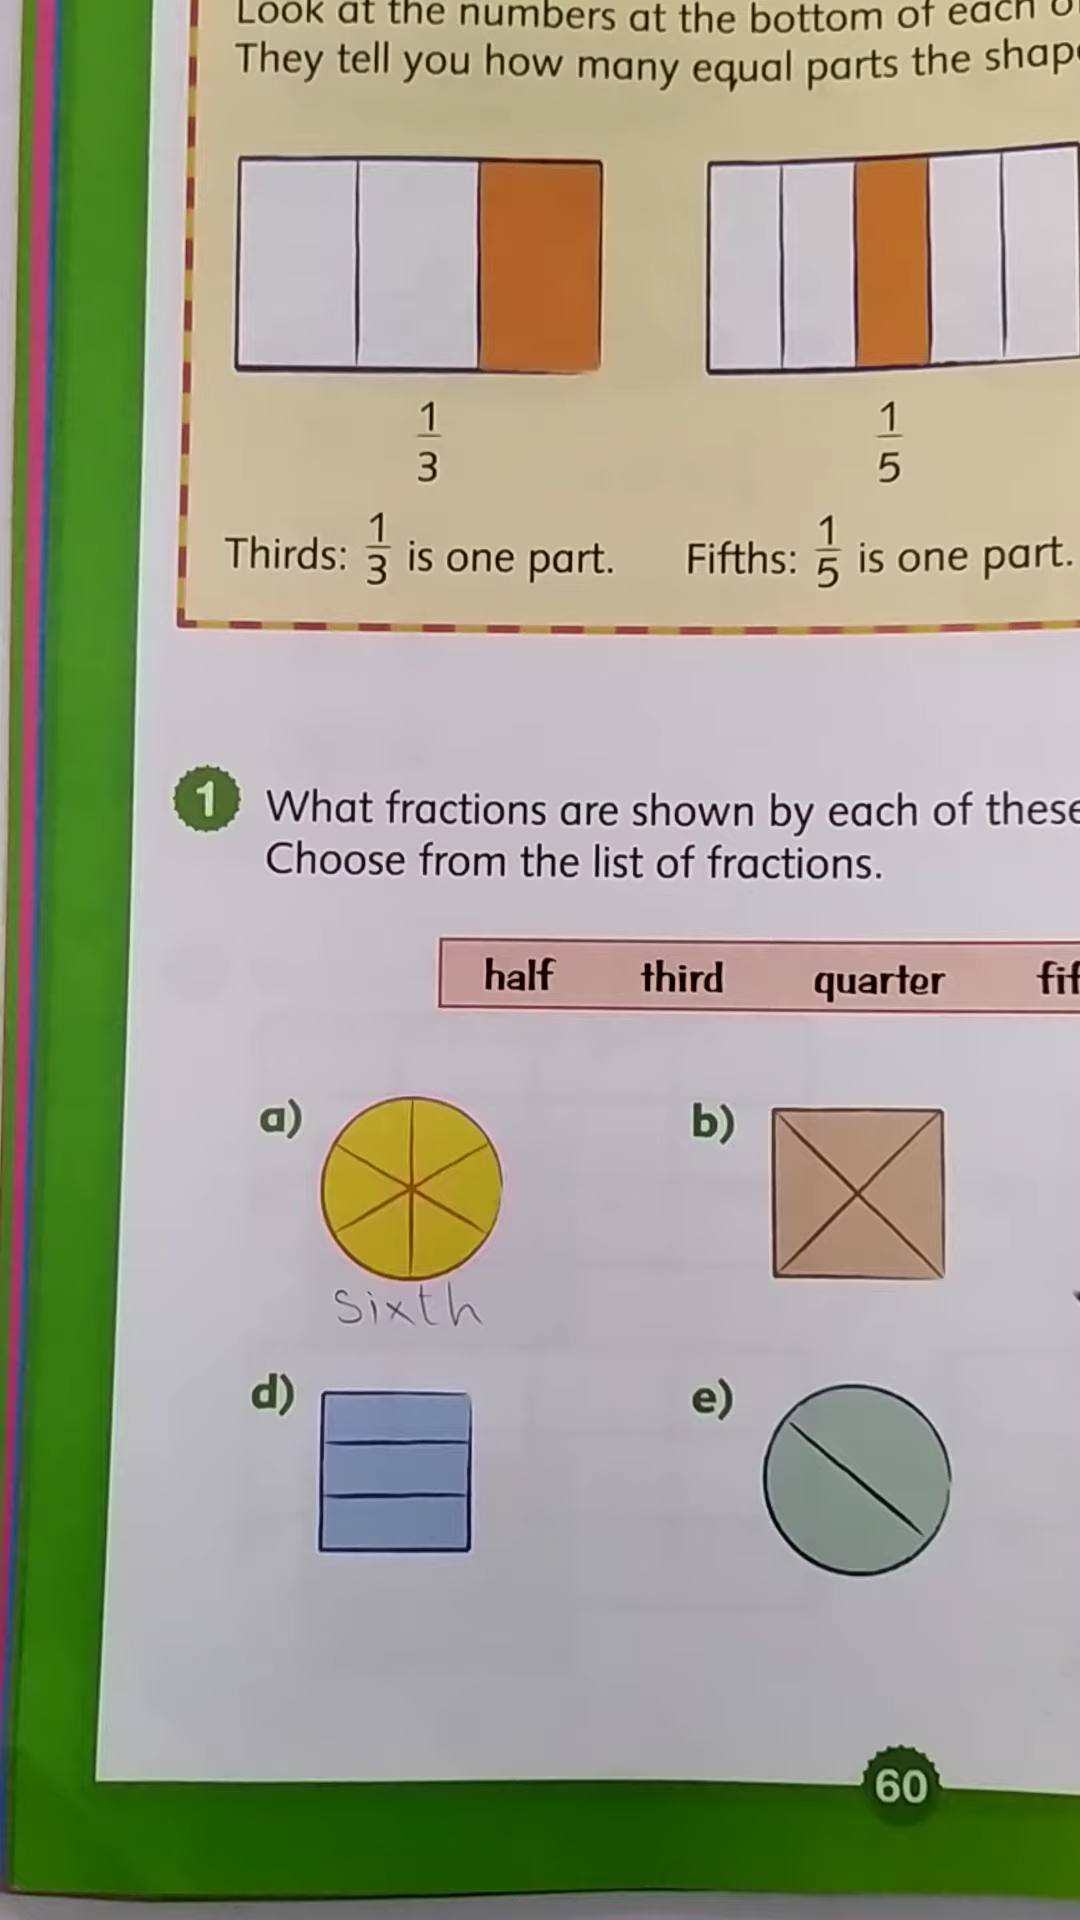 Look at the numbers at the bottom of each
They tell you how many equal parts the
1
3
1
5
Thirds: 1/3 is one part. Fifths: 1/5 is one part.
1 What fractions are shown by each of these
Choose from the list of fractions.
half third quarter
a) b)
sixth
d) e)
60